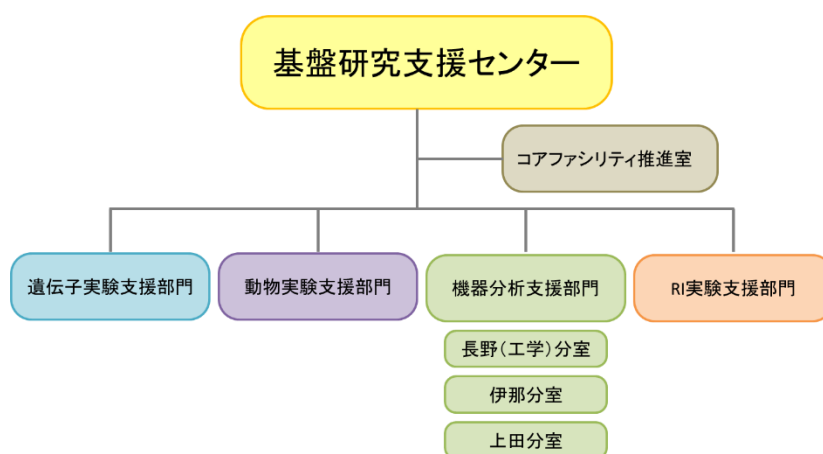 基盤研究支援センター
コアファシリティ推進室
遺伝子実験支援部門
動物実験支援部門
機器分析支援部門
RI実験支援部門
長野(工学)分室
伊那分室
上田分室